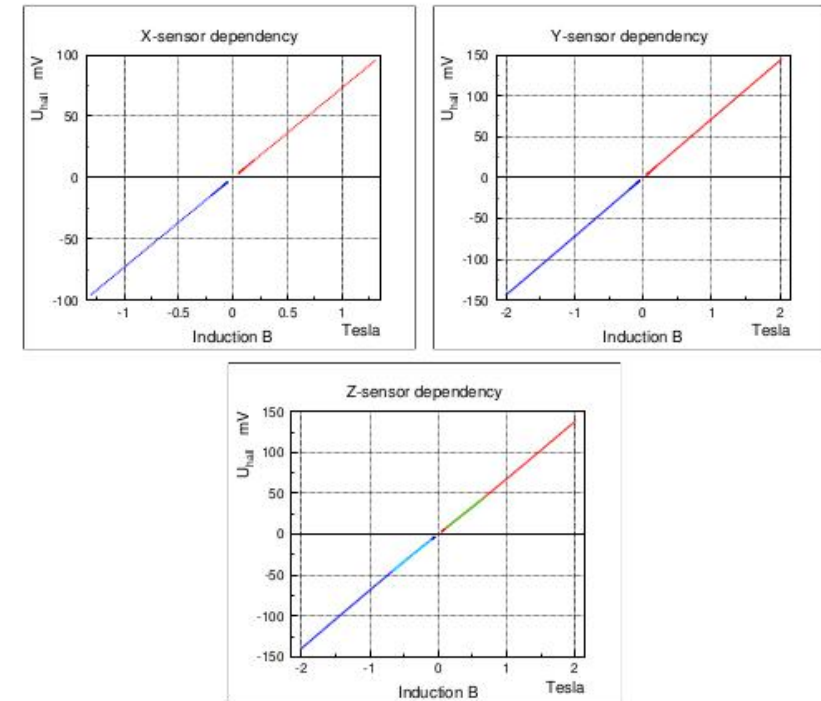 X-sensor dependency
U_hall mV
100
50
0
-50
-100
-1 -0.5 0 0.5 1
Induction B
Tesla
Y-sensor dependency
U_hall mV
150
100
50
0
-50
-100
-150
-2 -1 0 1 2
Induction B
Tesla
Z-sensor dependency
U_hall mV
150
100
50
0
-50
-100
-150
-2 -1 0 1 2
Induction B
Tesla